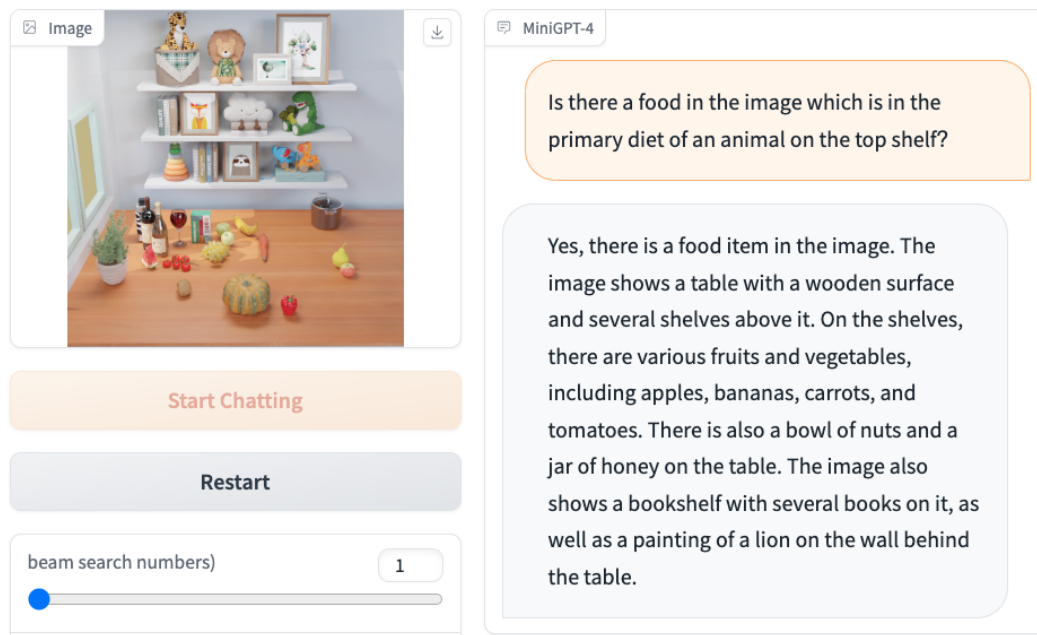 Image
Start Chatting
Restart
beam search numbers)
1
MiniGPT-4
Is there a food in the image which is in the
primary diet of an animal on the top shelf?
Yes, there is a food item in the image. The
image shows a table with a wooden surface
and several shelves above it. On the shelves,
there are various fruits and vegetables,
including apples, bananas, carrots, and
tomatoes. There is also a bowl of nuts and a
jar of honey on the table. The image also
shows a bookshelf with several books on it, as
well as a painting of a lion on the wall behind
the table.